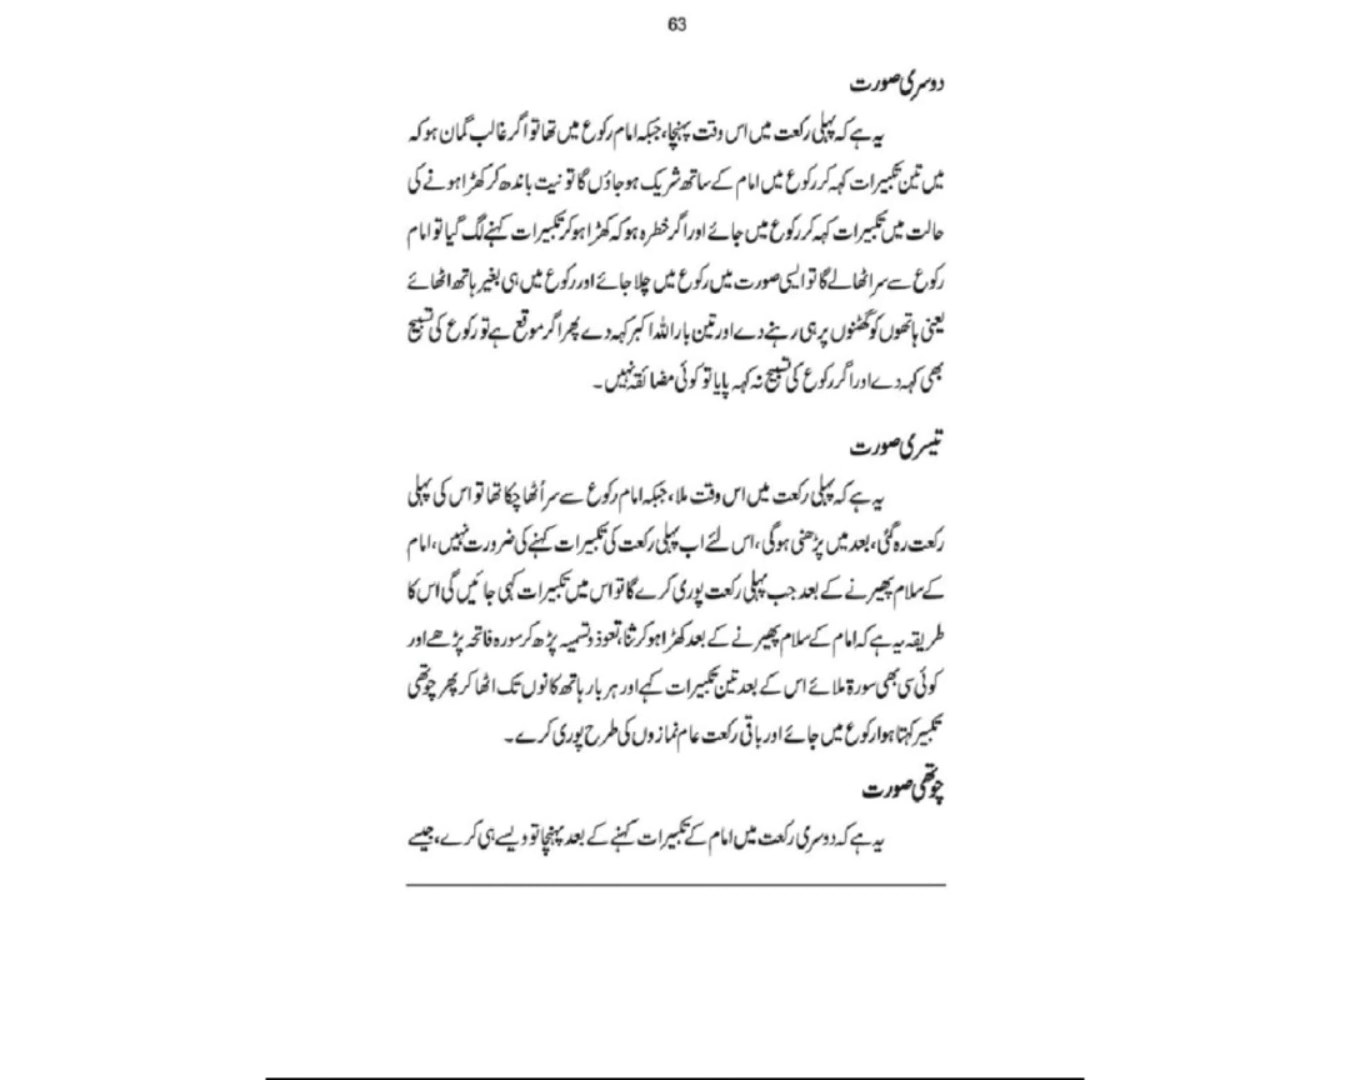 63
دوسری صورت
یہ ہے کہ پہلی رکعت میں اس وقت پہنچا، جبکہ امام رکوع میں تھا تو اگر غالب گمان ہو کہ
میں تین تکبیرات کہہ کر رکوع میں امام کے ساتھ شریک ہو جاؤں گا تو نیت باندھ کر کھڑا ہونے کی
حالت میں تکبیرات کہہ کر رکوع میں جائے اور اگر خطرہ ہو کہ کھڑا ہو کر تکبیرات کہنے لگ گیا تو امام
رکوع سے سر اٹھا لے گا تو ایسی صورت میں رکوع میں چلا جائے اور رکوع میں ہی بغیر ہاتھ اٹھائے
یعنی ہاتھوں کو گھٹنوں پر ہی رہنے دے اور تین بار اللہ اکبر کہہ دے پھر اگر موقع ہے تو رکوع کی تسبیح
بھی کہہ دے اور اگر رکوع کی تسبیح نہ کہہ پایا تو کوئی مضائقہ نہیں۔
تیسری صورت
یہ ہے کہ پہلی رکعت میں اس وقت ملا، جبکہ امام رکوع سے سر اُٹھا چکا تھا تو اس کی پہلی
رکعت رہ گئی، بعد میں پڑھنی ہوگی، اس لئے اب پہلی رکعت کی تکبیرات کہنے کی ضرورت نہیں، امام
کے سلام پھیرنے کے بعد جب پہلی رکعت پوری کرے گا تو اس میں تکبیرات کہی جائیں گی اس کا
طریقہ یہ ہے کہ امام کے سلام پھیرنے کے بعد کھڑا ہو کر ثنا، تعوذ وتسمیہ پڑھ کر سورہ فاتحہ پڑھے اور
کوئی سی بھی سورۃ ملائے اس کے بعد تین تکبیرات کہے اور ہر بار ہاتھ کانوں تک اٹھا کر پھر چوتھی
تکبیر کہتا ہوا رکوع میں جائے اور باقی رکعت عام نمازوں کی طرح پوری کرے۔
چوتھی صورت
یہ ہے کہ دوسری رکعت میں امام کے تکبیرات کہنے کے بعد پہنچا تو ویسے ہی کرے، جیسے